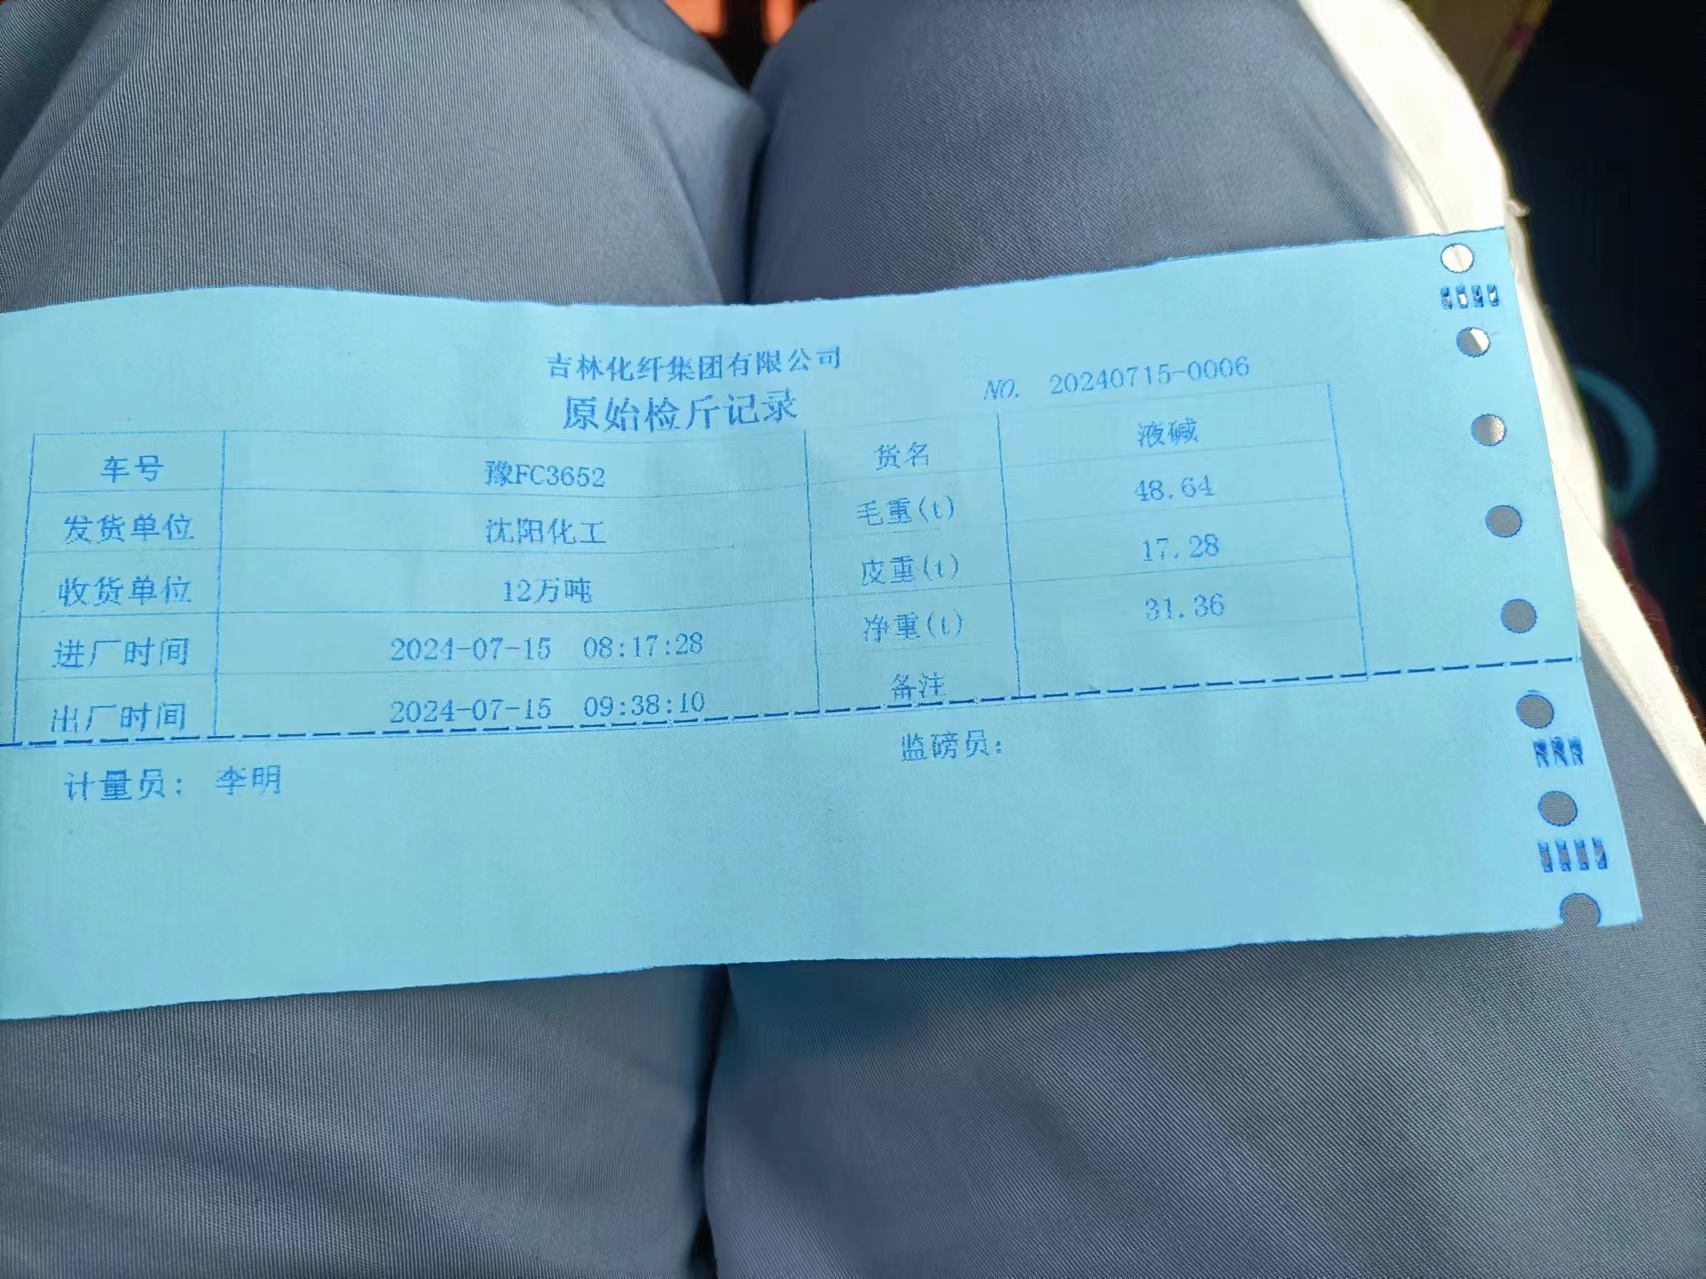 吉林化纤集团有限公司
原始检斤记录
NO. 20240715-0006
车号 豫FC3652 货名 液碱
发货单位 沈阳化工 毛重(t) 48.64
收货单位 12万吨 皮重(t) 17.28
进厂时间 2024-07-15 08:17:28 净重(t) 31.36
出厂时间 2024-07-15 09:38:10 备注
计量员: 李明 监磅员: